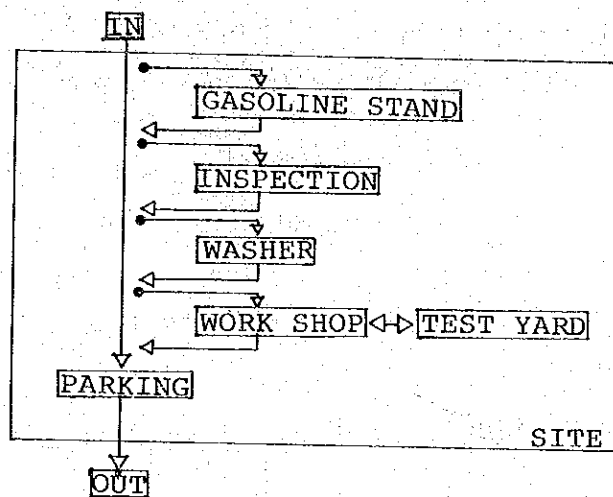 IN
GASOLINE STAND
INSPECTION
WASHER
WORK SHOP
TEST YARD
PARKING
SITE
OUT